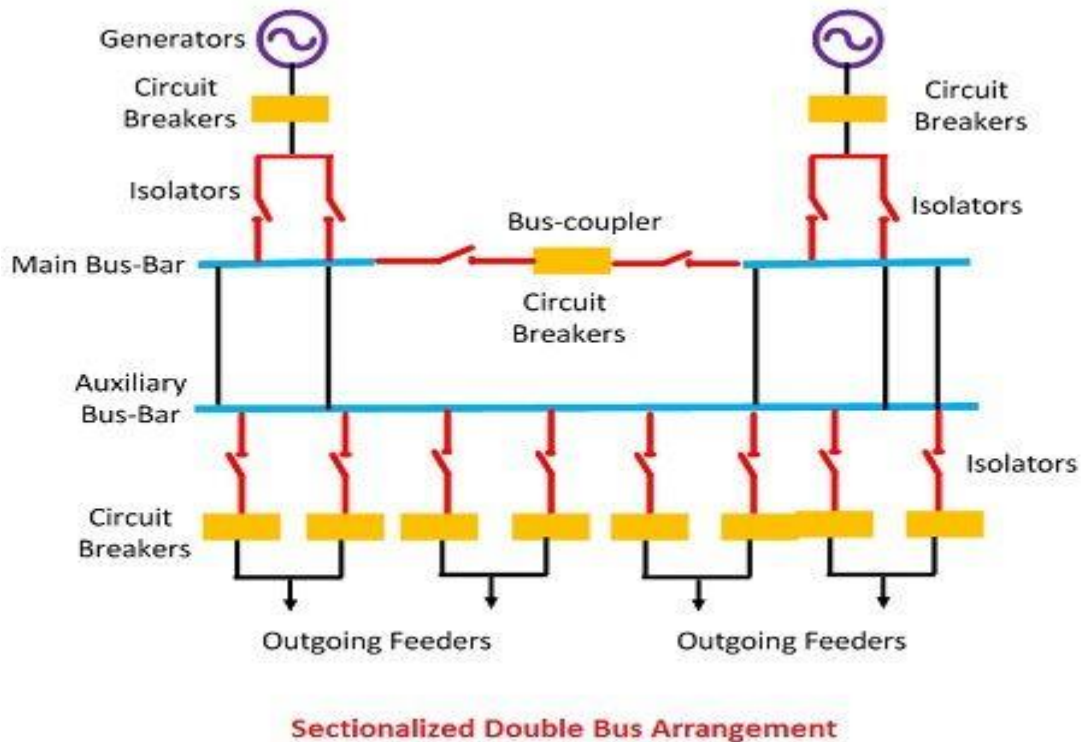 Generators
Circuit
Breakers
Circuit
Breakers
Isolators
Isolators
Bus-coupler
Main Bus-Bar
Circuit
Breakers
Auxiliary
Bus-Bar
Isolators
Circuit
Breakers
Outgoing Feeders
Outgoing Feeders
Sectionalized Double Bus Arrangement